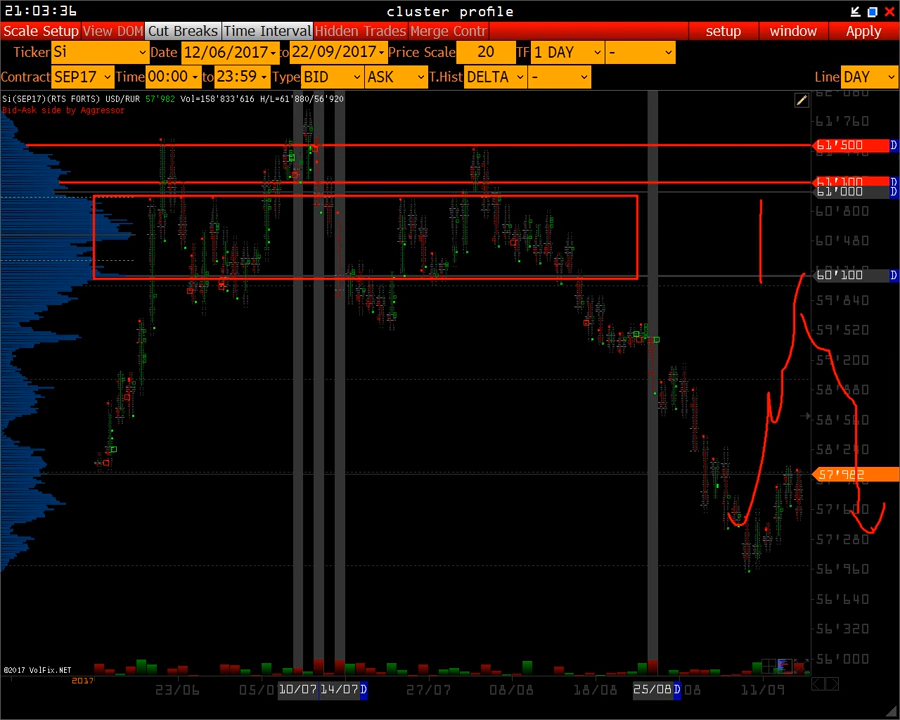 21:03:36 cluster profile
Scale Setup View DOM Cut Breaks Time Interval Hidden Trades Merge Contr setup window Apply
Ticker Si Date 12/06/2017 to 22/09/2017 Price Scale 20 TF 1 DAY -
Contract SEP17 Time 00:00 to 23:59 Type BID ASK T.Hist DELTA - Line DAY
Si(SEP17)(RTS FORTS) USD/RUR 57'982 Vol=158'833'616 H/L=61'880/56'920
Bid-Ask side by Aggressor
61'760
61'500 D
61'100 D
61'000 D
60'800
60'480
60'100 D
59'840
59'520
59'200
58'880
58'560
58'240
57'982
57'600
57'280
56'960
56'640
56'320
56'000
©2017 VolFix.NET
2017
23/06 05/0 10/07 14/07 D 27/07 08/08 18/08 25/08 D 08 11/09